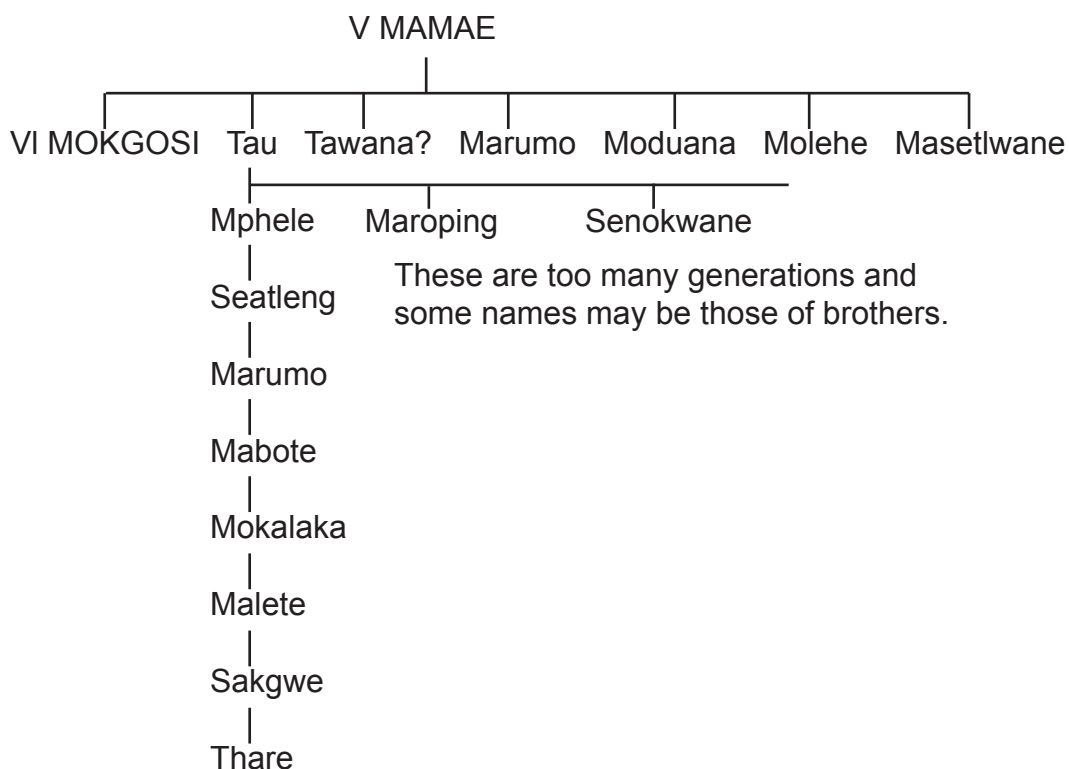 V MAMAE
VI MOKGOSI Tau Tawana? Marumo Moduana Molehe Masetlwane
Mphele Maroping Senokwane
These are too many generations and
Seatleng
some names may be those of brothers.
Marumo
Mabote
Mokalaka
Malete
Sakgwe
Thare